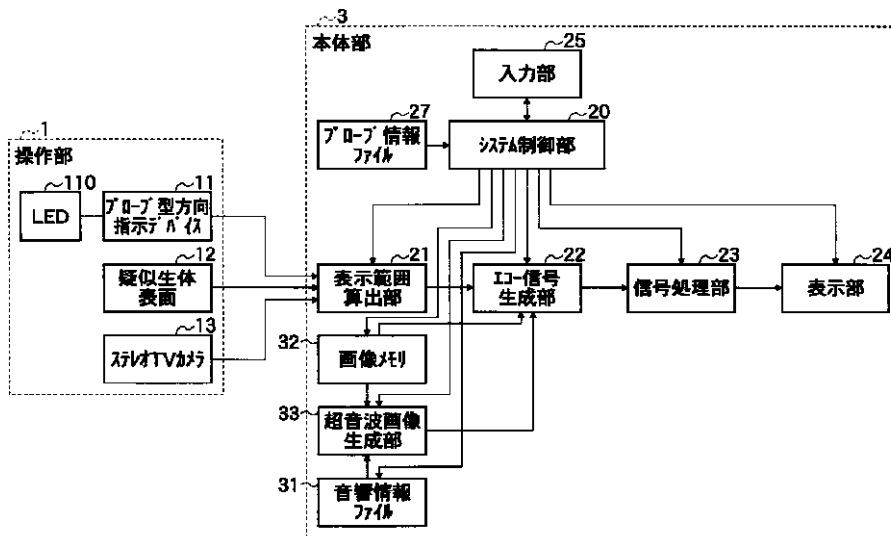 3
本体部
25
入力部
20
システム制御部
27
プローブ情報
ファイル
1
操作部
110
LED
11
プローブ型方向
指示デバイス
12
疑似生体
表面
13
ステレオTVカメラ
21
表示範囲
算出部
22
エコー信号
生成部
23
信号処理部
24
表示部
32
画像メモリ
33
超音波画像
生成部
31
音響情報
ファイル